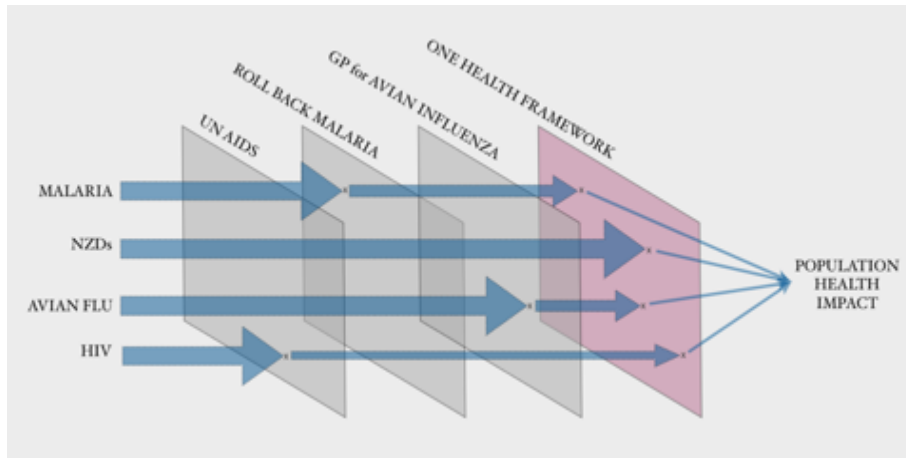 UN AIDS
ROLL BACK MALARIA
GP for AVIAN INFLUENZA
ONE HEALTH FRAMEWORK
MALARIA
NZDs
AVIAN FLU
HIV
POPULATION
HEALTH
IMPACT